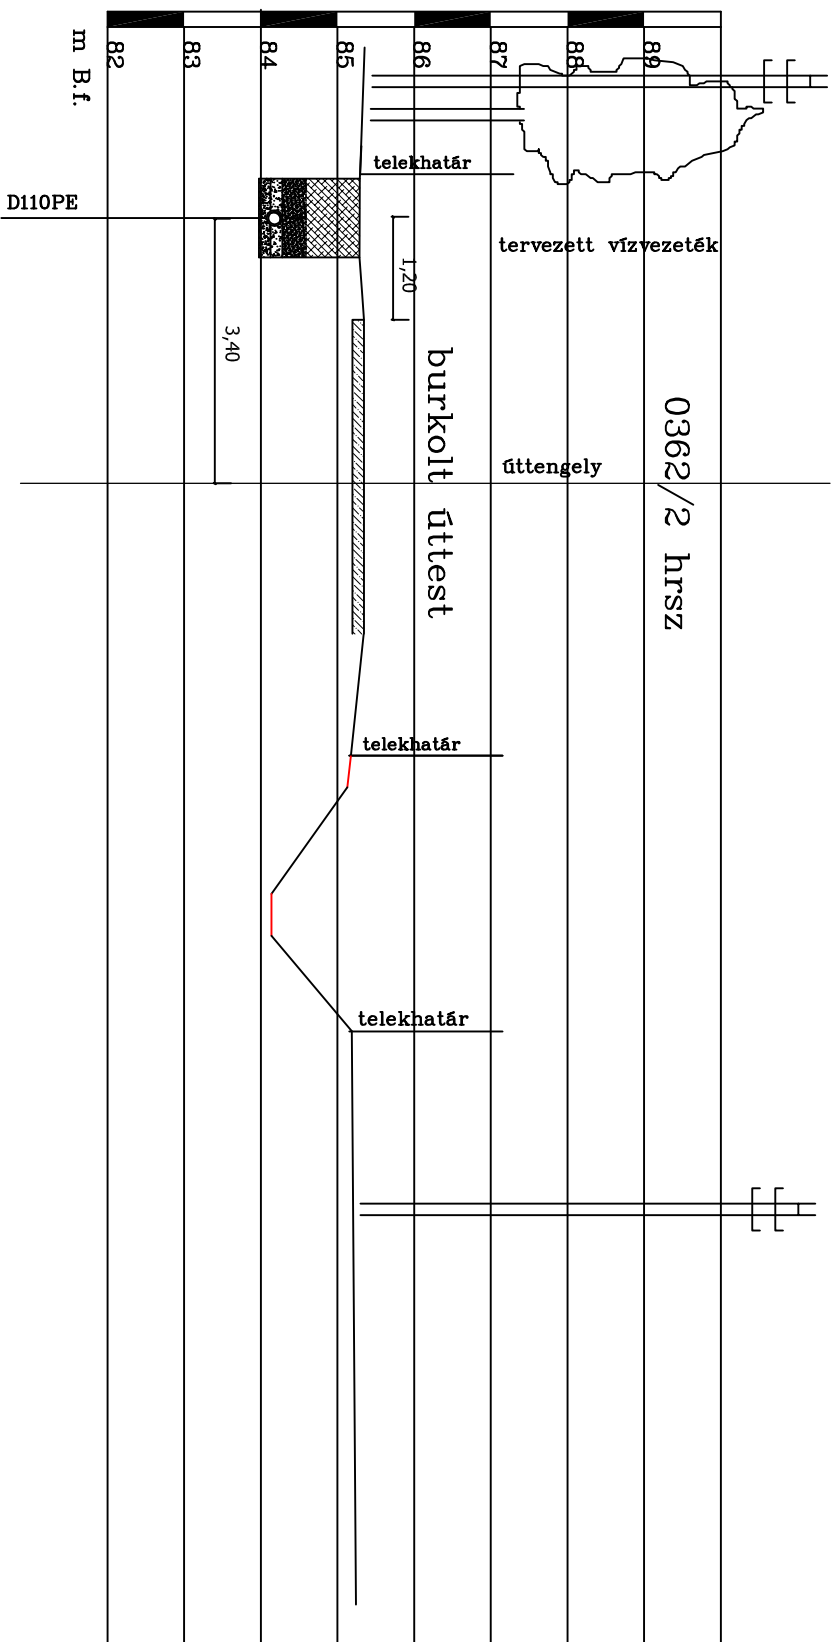 m B.f.
82
83
84
85
86
87
88
89
telekhatár
D110PE
tervezett vízvezeték
1,20
3,40
burkolt úttest
0362/2 hrsz
úttengely
telekhatár
telekhatár